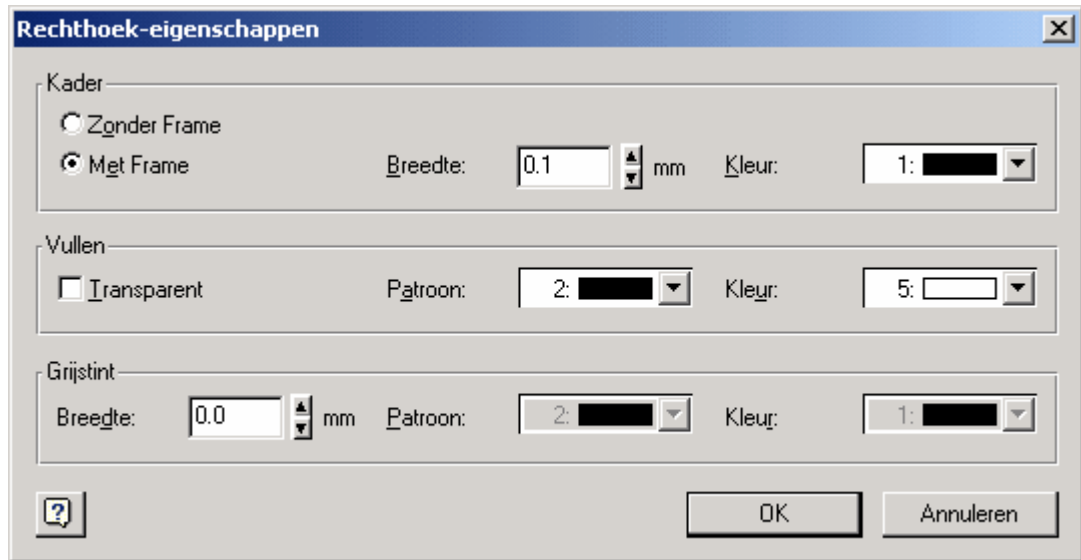 Rechthoek-eigenschappen
Kader
Zonder Frame
Met Frame Breedte: 0.1 mm Kleur: 1:
Vullen
Transparent Patroon: 2: Kleur: 5:
Grijstint
Breedte: 0.0 mm Patroon: 2: Kleur: 1:
OK Annuleren